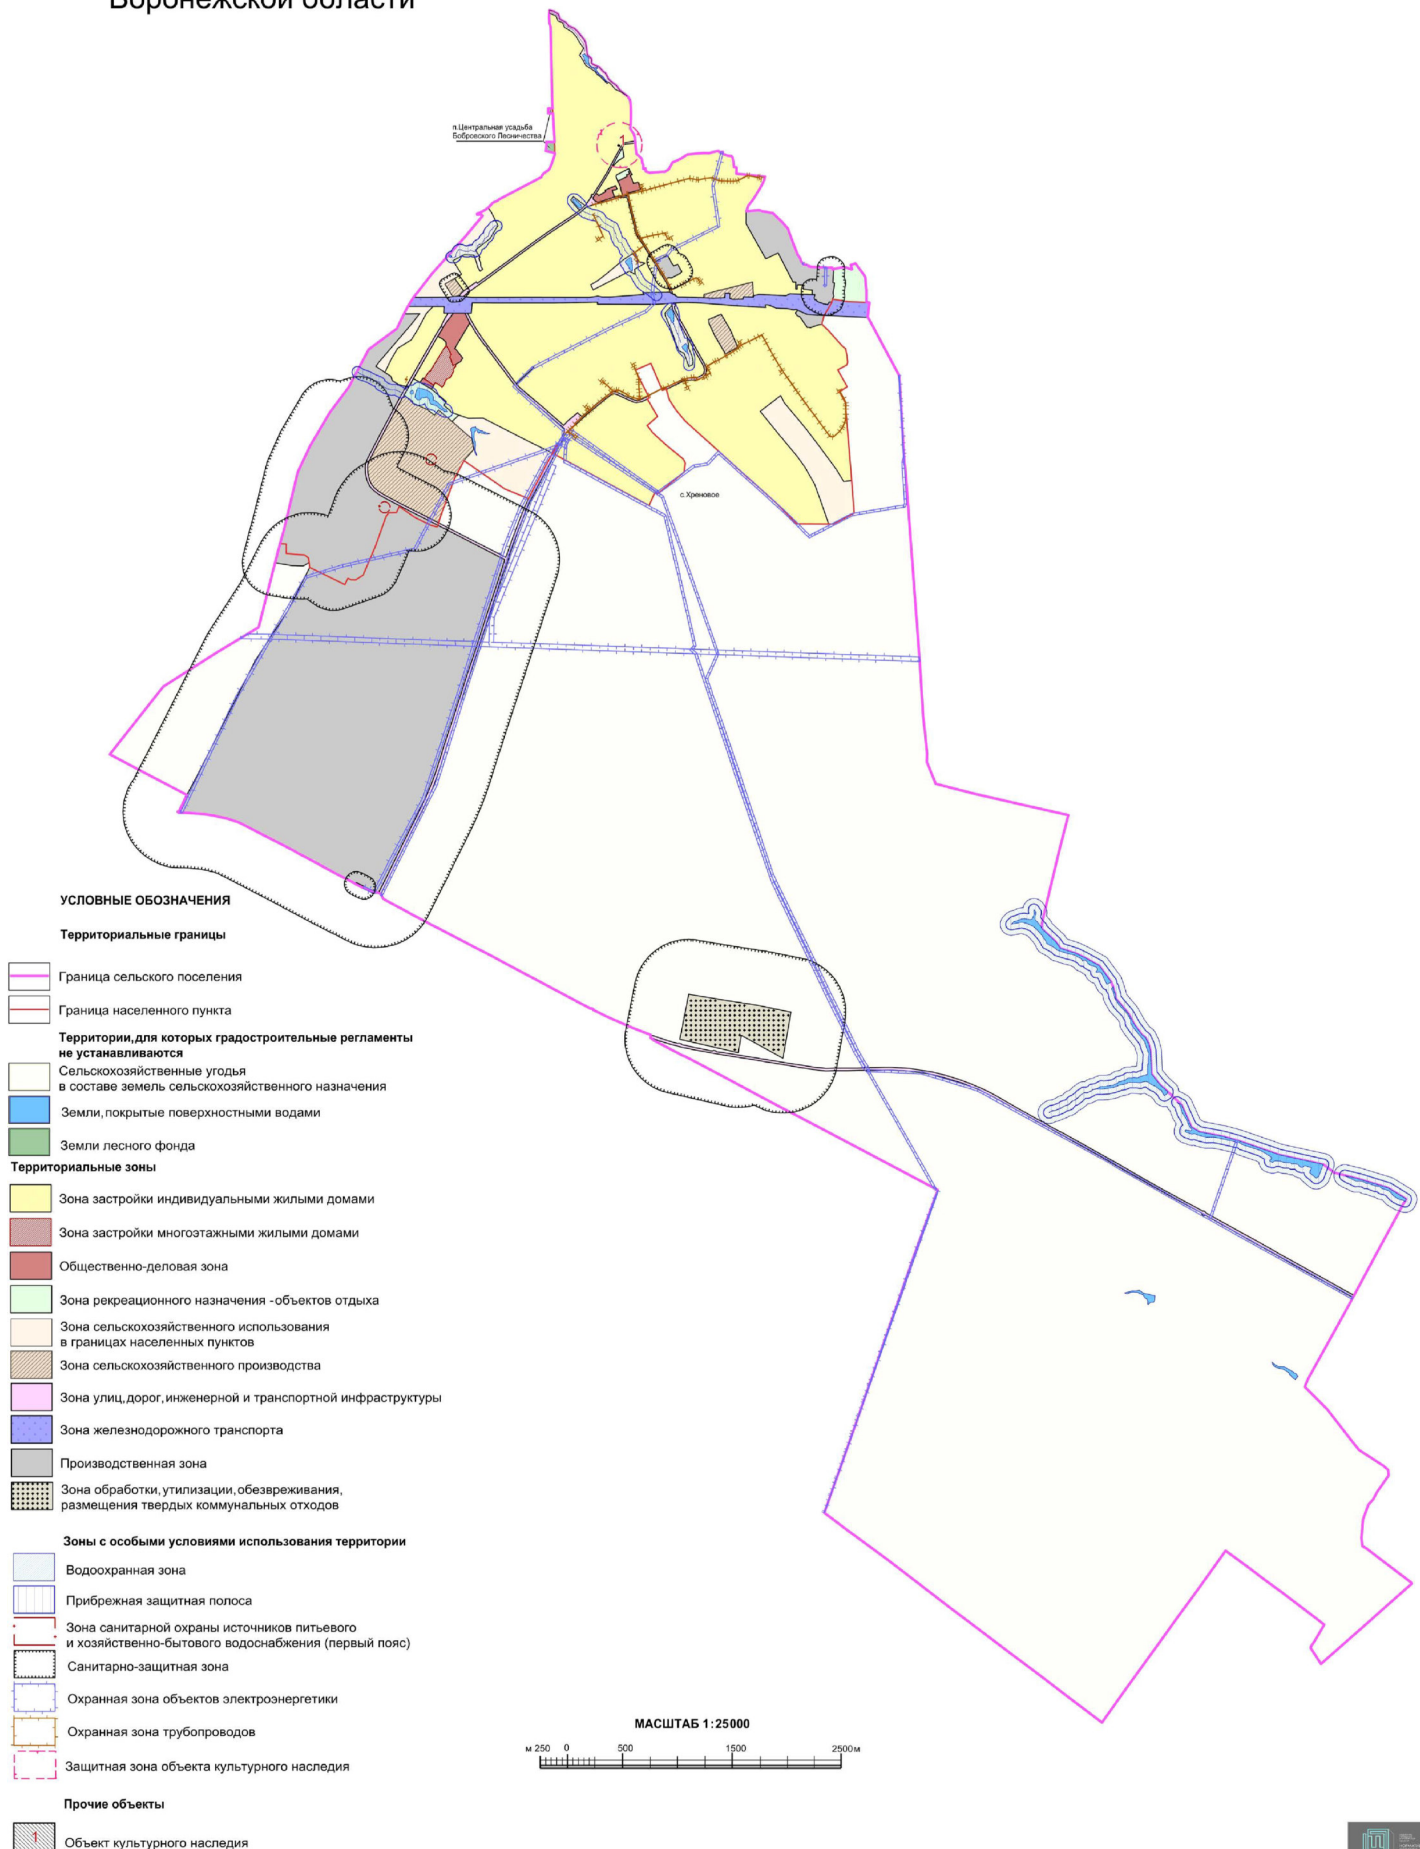 Воронежской области
п.Центральная усадьба
Бобровского Лесничества
1
с.Хреновое
УСЛОВНЫЕ ОБОЗНАЧЕНИЯ
Территориальные границы
Граница сельского поселения
Граница населенного пункта
Территории,для которых градостроительные регламенты
не устанавливаются
Сельскохозяйственные угодья
в составе земель сельскохозяйственного назначения
Земли,покрытые поверхностными водами
Земли лесного фонда
Территориальные зоны
Зона застройки индивидуальными жилыми домами
Зона застройки многоэтажными жилыми домами
Общественно-деловая зона
Зона рекреационного назначения -объектов отдыха
Зона сельскохозяйственного использования
в границах населенных пунктов
Зона сельскохозяйственного производства
Зона улиц,дорог,инженерной и транспортной инфраструктуры
Зона железнодорожного транспорта
Производственная зона
Зона обработки,утилизации,обезвреживания,
размещения твердых коммунальных отходов
Зоны с особыми условиями использования территории
Водоохранная зона
Прибрежная защитная полоса
Зона санитарной охраны источников питьевого
и хозяйственно-бытового водоснабжения (первый пояс)
Санитарно-защитная зона
Охранная зона объектов электроэнергетики
Охранная зона трубопроводов
Защитная зона объекта культурного наследия
Прочие объекты
1 Объект культурного наследия
МАСШТАБ 1:25000
м 250 0 500 1500 2500м